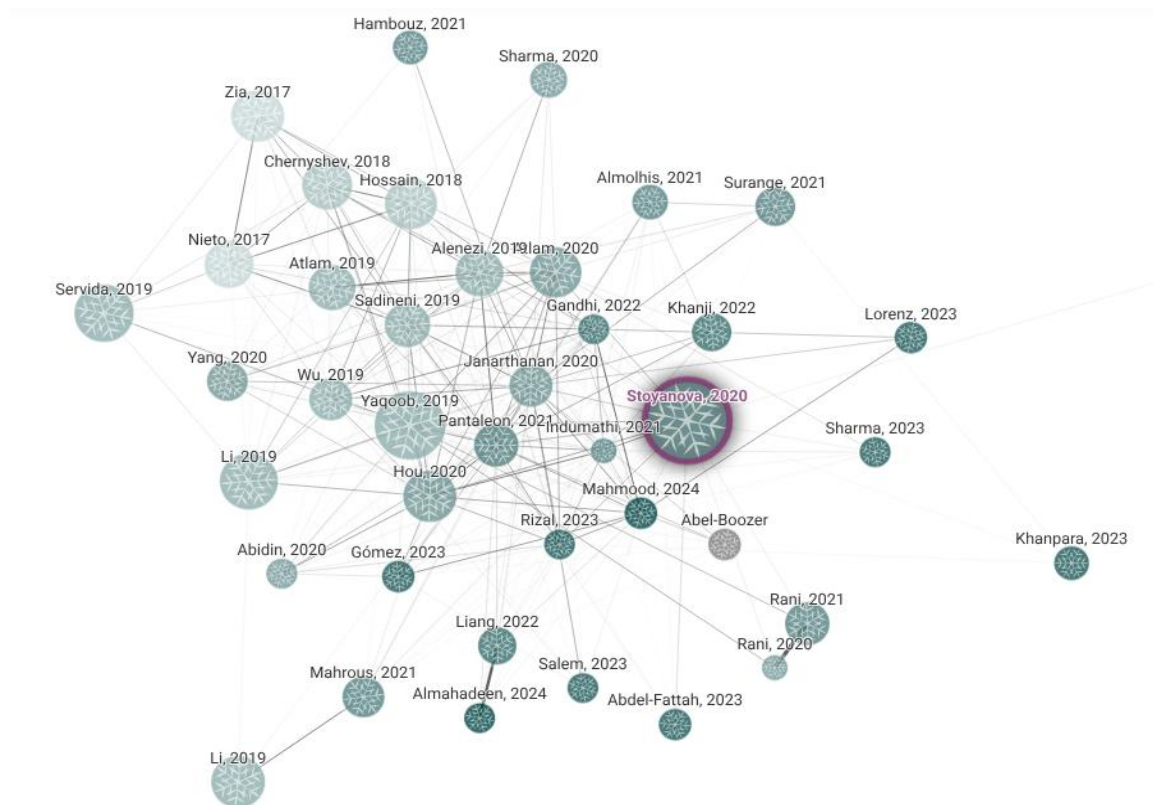 Hambouz, 2021
Sharma, 2020
Zia, 2017
Chernyshev, 2018
Hossain, 2018
Almolhis, 2021
Surange, 2021
Nieto, 2017
Alenezi, 2019
Atlam, 2020
Atlam, 2019
Servida, 2019
Sadineni, 2019
Gandhi, 2022
Khanji, 2022
Lorenz, 2023
Yang, 2020
Wu, 2019
Janarthanan, 2020
Yaqoob, 2019
Stoyanova, 2020
Pantaleon, 2021
Indumathi, 2021
Sharma, 2023
Li, 2019
Hou, 2020
Mahmood, 2024
Rizal, 2023
Abel-Boozer
Khanpara, 2023
Abidin, 2020
Gómez, 2023
Rani, 2021
Liang, 2022
Rani, 2020
Mahrous, 2021
Salem, 2023
Almahadeen, 2024
Abdel-Fattah, 2023
Li, 2019